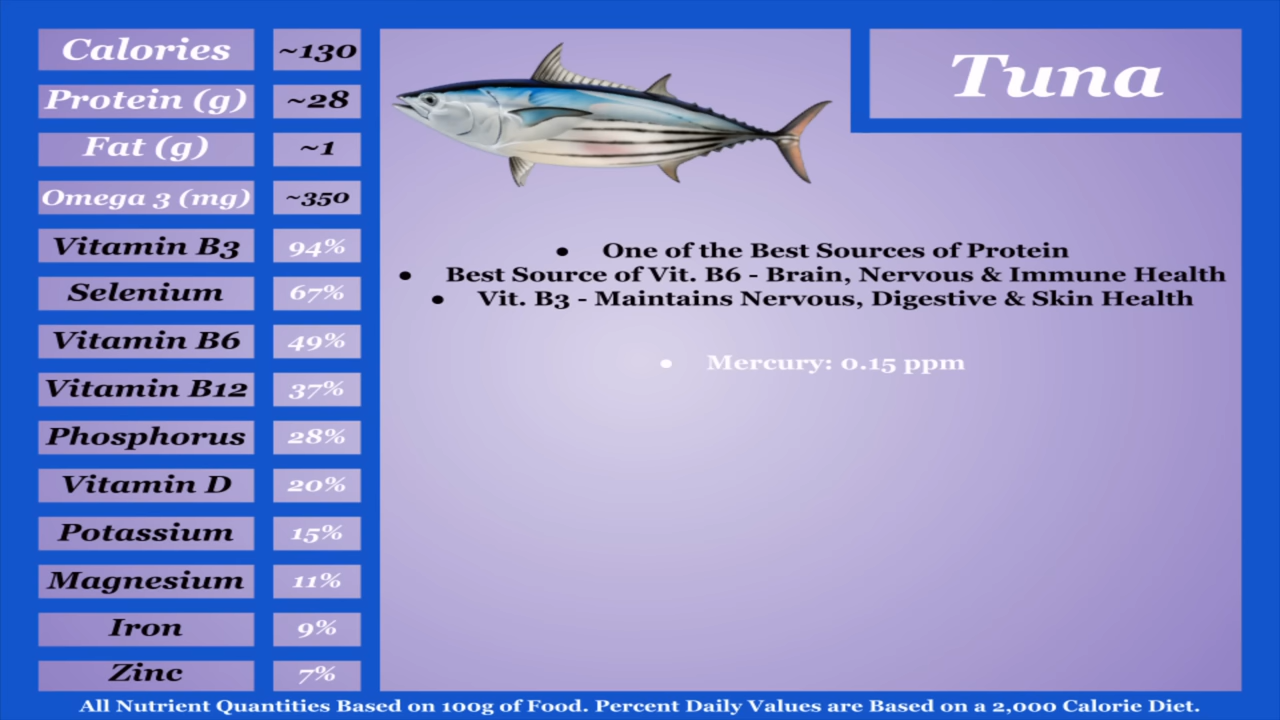 Calories ~130
Protein (g) ~28
Fat (g) ~1
Omega 3 (mg) ~350
Vitamin B3 94%
Selenium 67%
Vitamin B6 49%
Vitamin B12 37%
Phosphorus 28%
Vitamin D 20%
Potassium 15%
Magnesium 11%
Iron 9%
Zinc 7%
Tuna
● One of the Best Sources of Protein
● Best Source of Vit. B6 - Brain, Nervous & Immune Health
● Vit. B3 - Maintains Nervous, Digestive & Skin Health
● Mercury: 0.15 ppm
All Nutrient Quantities Based on 100g of Food. Percent Daily Values are Based on a 2,000 Calorie Diet.